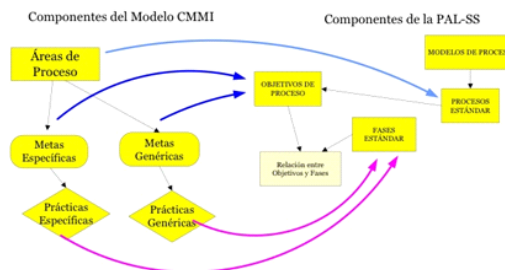 Componentes del Modelo CMMI
Componentes de la PAL-SS
Áreas de
Proceso
MODELOS DE PROCE
OBJETIVOS DE
PROCESO
PROCESOS
ESTÁNDAR
FASES
ESTÁNDAR
Metas
Específicas
Metas
Genéricas
Relación entre
Objetivos y Fases
Prácticas
Específicas
Prácticas
Genéricas